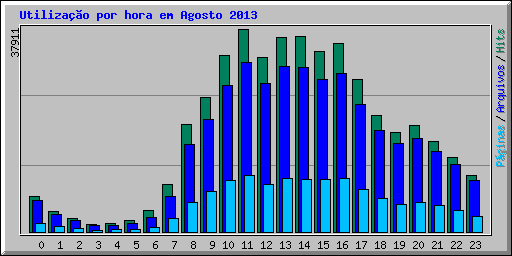 Utilização por hora em Agosto 2013
37911
Páginas / Arquivos / Hits
0 1 2 3 4 5 6 7 8 9 10 11 12 13 14 15 16 17 18 19 20 21 22 23